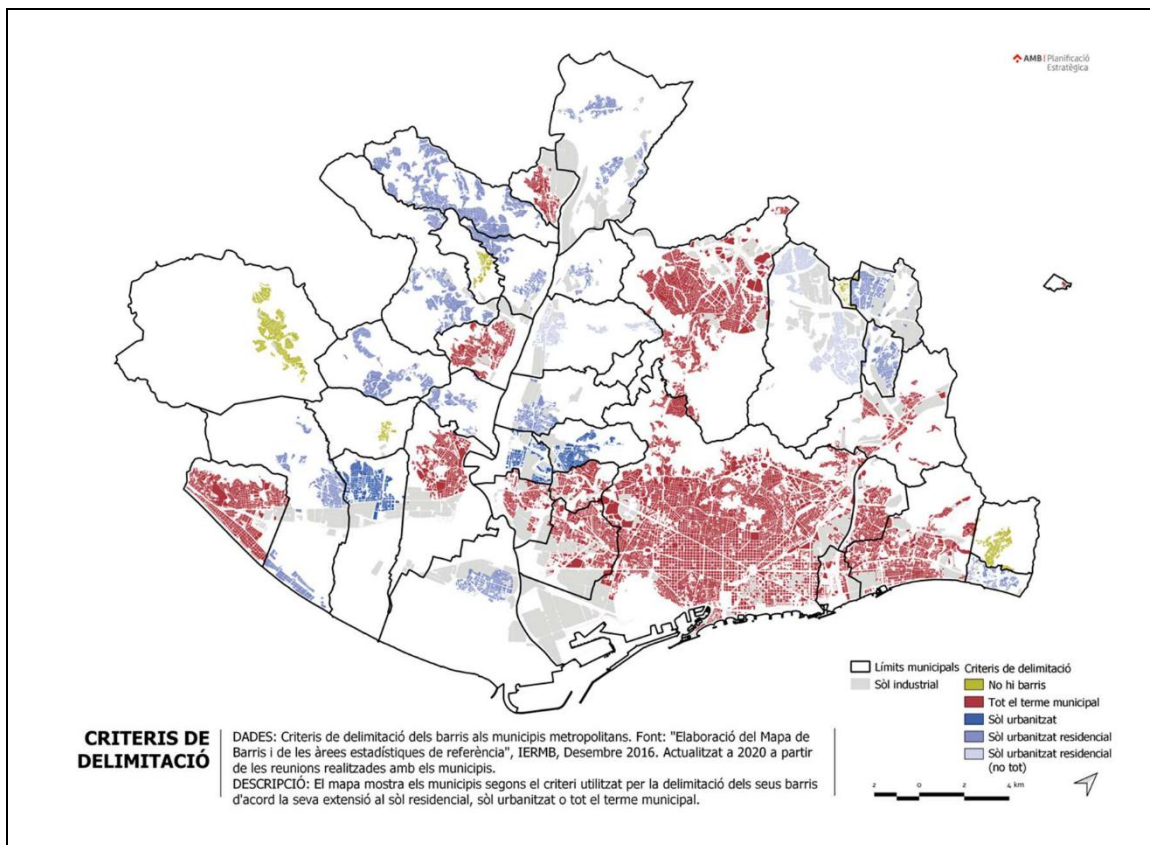 AMB | Planificació
Estratègica
Límits municipals
Sòl industrial
Criteris de delimitació
No hi barris
Tot el terme municipal
Sòl urbanitzat
Sòl urbanitzat residencial
Sòl urbanitzat residencial
(no tot)
2 0 2 4 km
CRITERIS DE
DELIMITACIÓ
DADES: Criteris de delimitació dels barris als municipis metropolitans. Font: "Elaboració del Mapa de
Barris i de les àrees estadístiques de referència", IERMB, Desembre 2016. Actualitzat a 2020 a partir
de les reunions realitzades amb els municipis.
DESCRIPCIÓ: El mapa mostra els municipis segons el criteri utilitzat per la delimitació dels seus barris
d'acord la seva extensió al sòl residencial, sòl urbanitzat o tot el terme municipal.